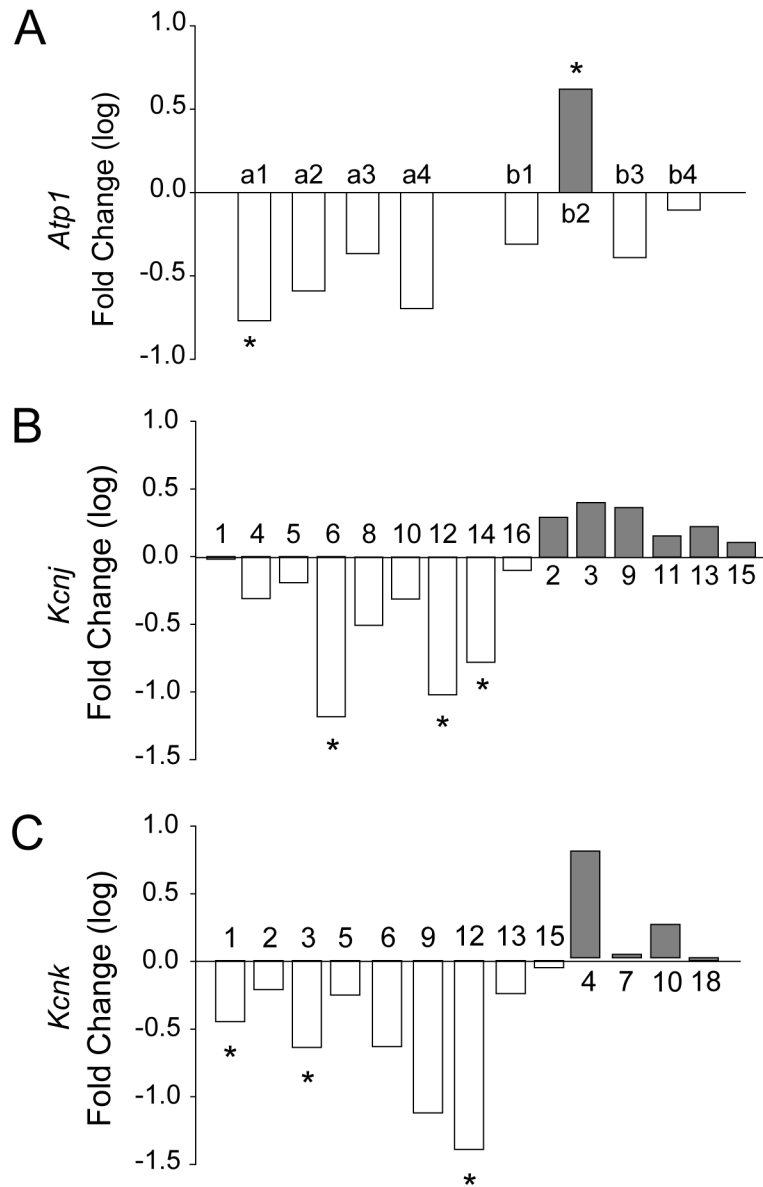 A
Atp1
Fold Change (log)
1.0
0.5
0.0
-0.5
-1.0
a1 a2 a3 a4 b1 b3 b4
b2
*
*
B
Kcnj
Fold Change (log)
1.0
0.5
0.0
-0.5
-1.0
-1.5
1 4 5 6 8 10 12 14 16
2 3 9 11 13 15
* * *
C
Kcnk
Fold Change (log)
1.0
0.5
0.0
-0.5
-1.0
-1.5
1 2 3 5 6 9 12 13 15
4 7 10 18
* * *